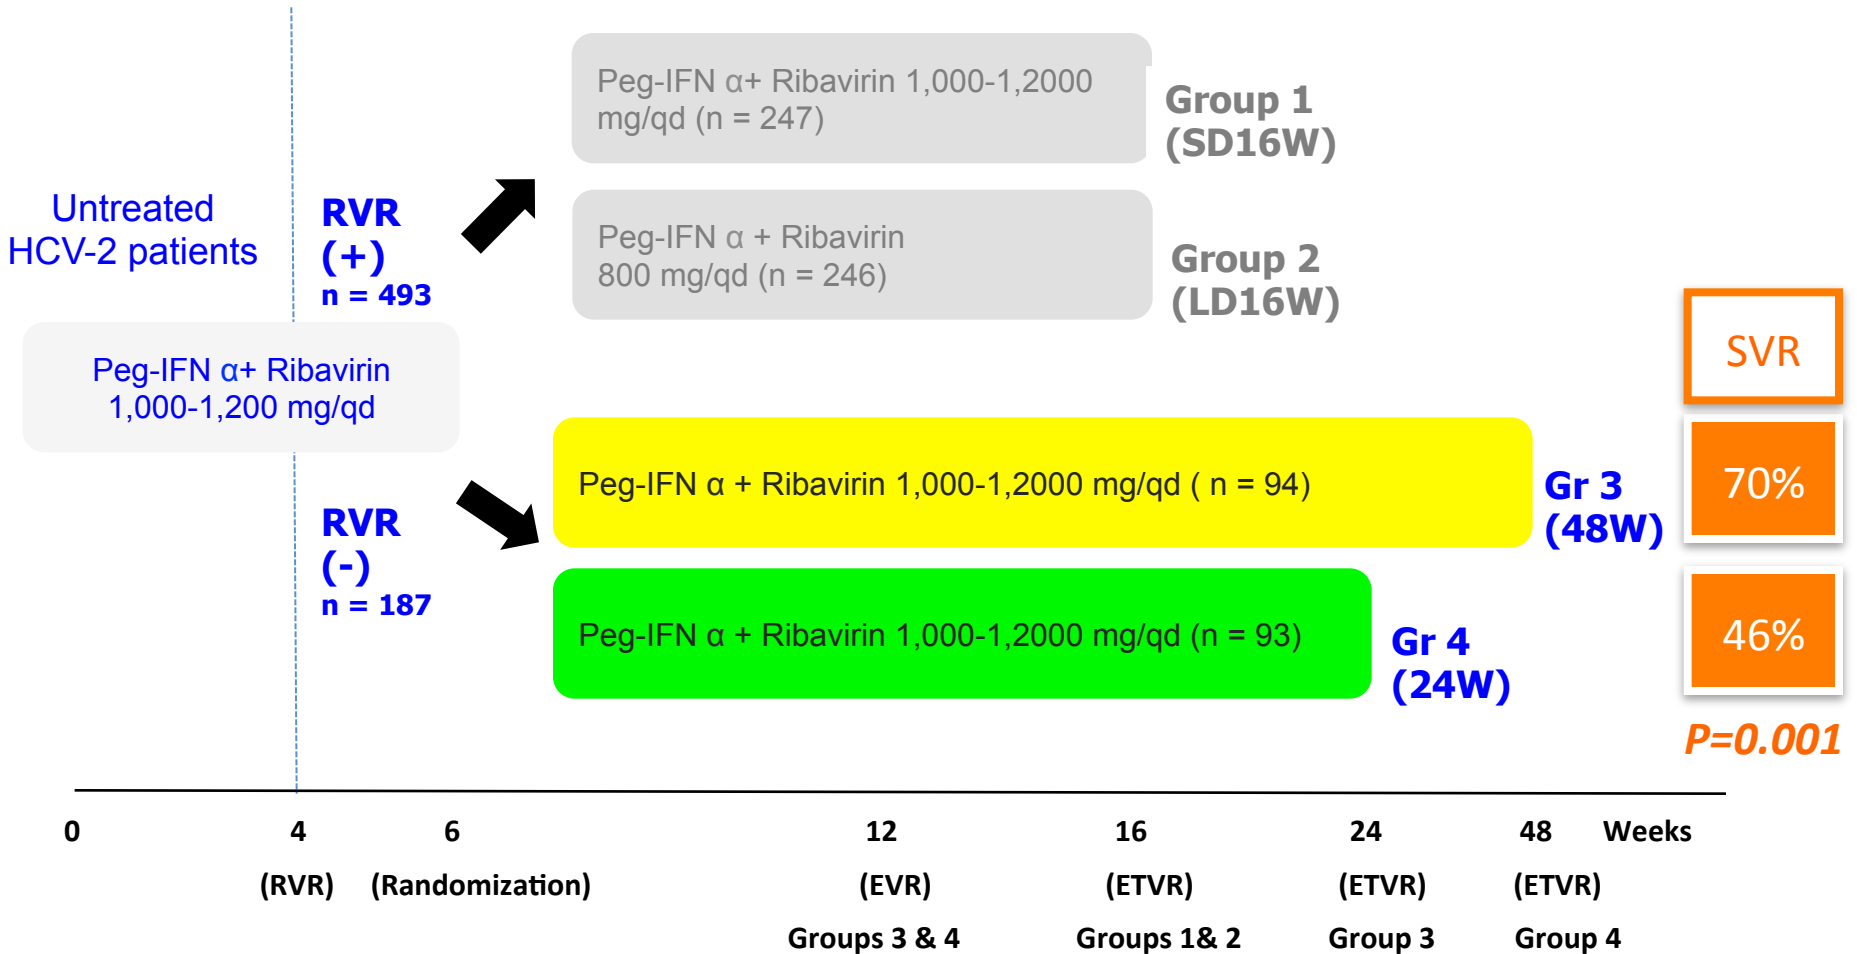 Untreated
HCV-2 patients
Peg-IFN α+ Ribavirin
1,000-1,200 mg/qd
RVR
(+)
n = 493
Peg-IFN α+ Ribavirin 1,000-1,2000
mg/qd (n = 247)
Group 1
(SD16W)
Peg-IFN α + Ribavirin
800 mg/qd (n = 246)
Group 2
(LD16W)
RVR
(-)
n = 187
Peg-IFN α + Ribavirin 1,000-1,2000 mg/qd ( n = 94)
Gr 3
(48W)
Peg-IFN α + Ribavirin 1,000-1,2000 mg/qd (n = 93)
Gr 4
(24W)
SVR
70%
46%
P=0.001
0 4 6 12 16 24 48 Weeks
(RVR) (Randomization) (EVR) (ETVR) (ETVR) (ETVR)
Groups 3 & 4 Groups 1& 2 Group 3 Group 4